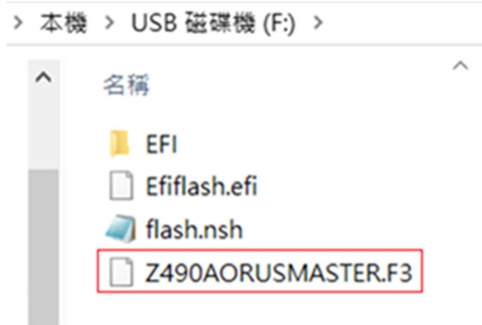 > 本機 > USB 磁碟機 (F:) >
名稱
EFI
Efiflash.efi
flash.nsh
Z490AORUSMASTER.F3